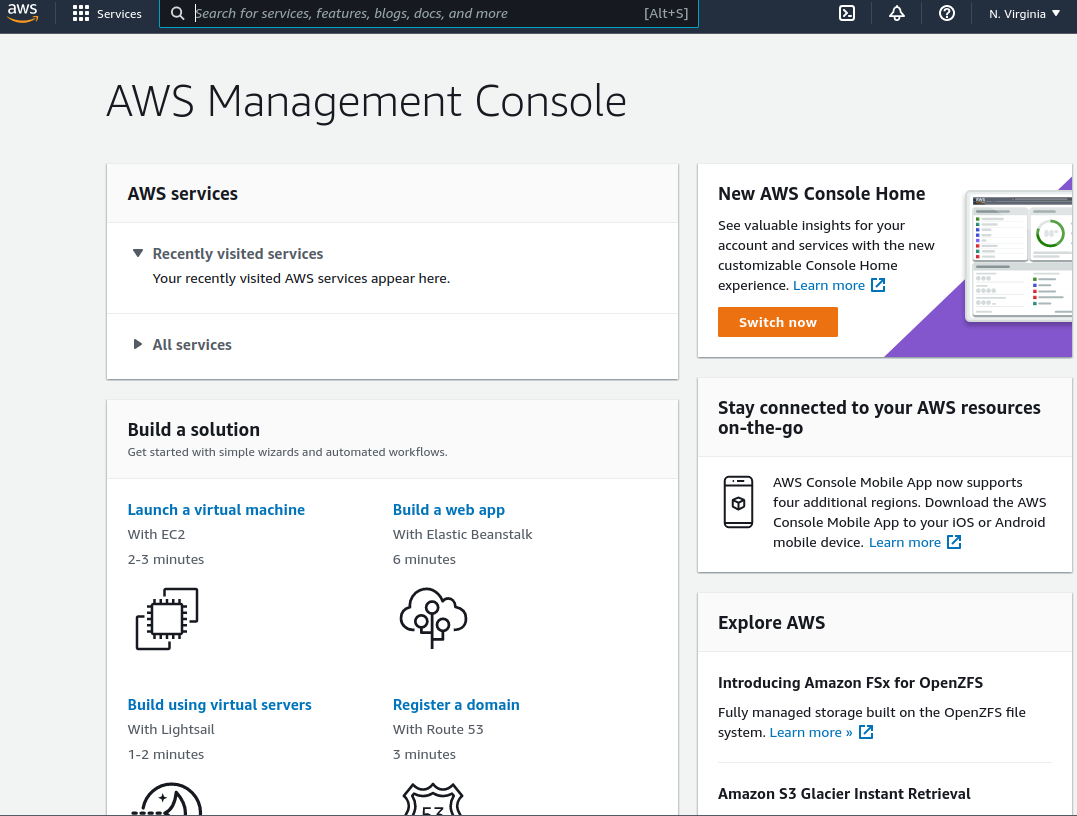 aws
Services
Search for services, features, blogs, docs, and more
[Alt+S]
N. Virginia
AWS Management Console
AWS services
Recently visited services
Your recently visited AWS services appear here.
All services
Build a solution
Get started with simple wizards and automated workflows.
Launch a virtual machine
With EC2
2-3 minutes
Build a web app
With Elastic Beanstalk
6 minutes
Build using virtual servers
With Lightsail
1-2 minutes
Register a domain
With Route 53
3 minutes
53
New AWS Console Home
See valuable insights for your
account and services with the new
customizable Console Home
experience. Learn more
Switch now
Stay connected to your AWS resources
on-the-go
AWS Console Mobile App now supports
four additional regions. Download the AWS
Console Mobile App to your iOS or Android
mobile device. Learn more
Explore AWS
Introducing Amazon FSx for OpenZFS
Fully managed storage built on the OpenZFS file
system. Learn more »
Amazon S3 Glacier Instant Retrieval